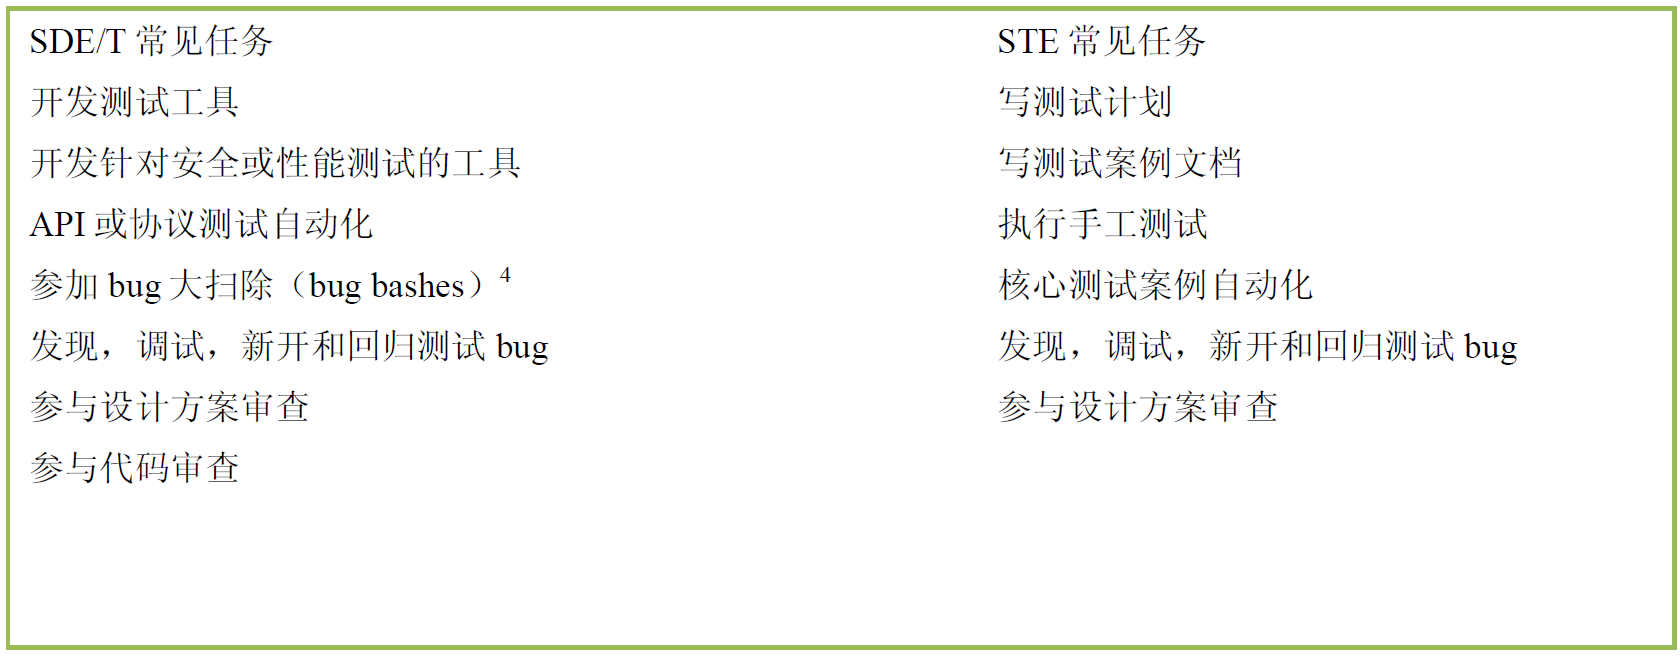 SDE/T 常见任务
开发测试工具
开发针对安全或性能测试的工具
API 或协议测试自动化
参加 bug 大扫除（bug bashes）4
发现，调试，新开和回归测试 bug
参与设计方案审查
参与代码审查
STE 常见任务
写测试计划
写测试案例文档
执行手工测试
核心测试案例自动化
发现，调试，新开和回归测试 bug
参与设计方案审查